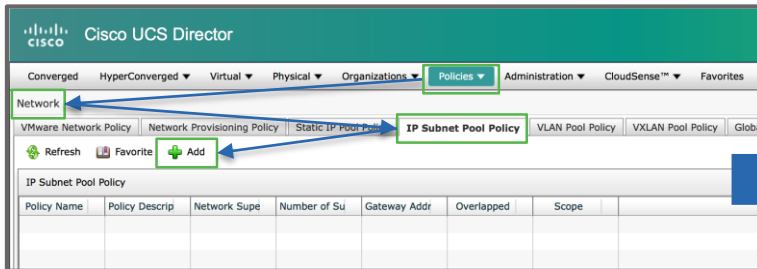 CISCO Cisco UCS Director
Converged HyperConverged Virtual Physical Organizations Policies Administration CloudSense™ Favorites
Network
VMware Network Policy Network Provisioning Policy Static IP Pool IP Subnet Pool Policy VLAN Pool Policy VXLAN Pool Policy Globa
Refresh Favorite Add
IP Subnet Pool Policy
Policy Name Policy Descrip Network Supe Number of Su Gateway Addr Overlapped Scope